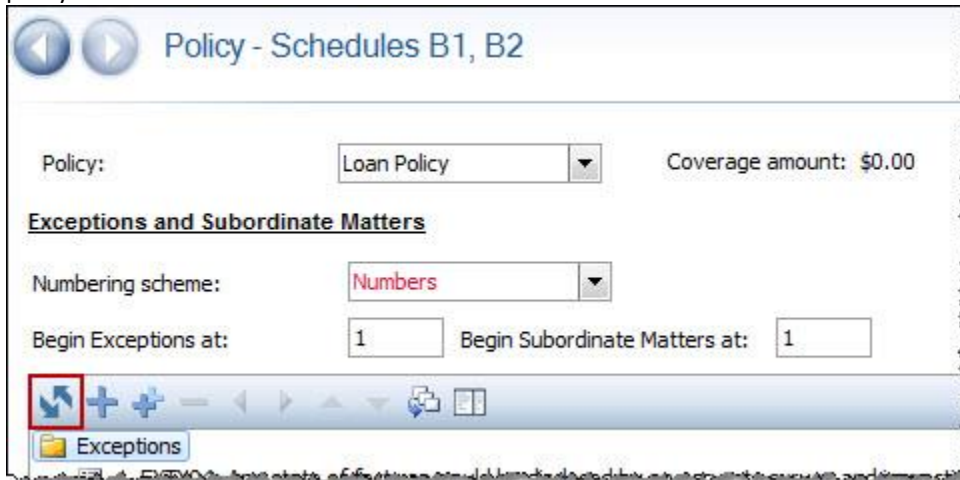 Policy - Schedules B1, B2
Policy: Loan Policy Coverage amount: $0.00
Exceptions and Subordinate Matters
Numbering scheme: Numbers
Begin Exceptions at: 1 Begin Subordinate Matters at: 1
Exceptions